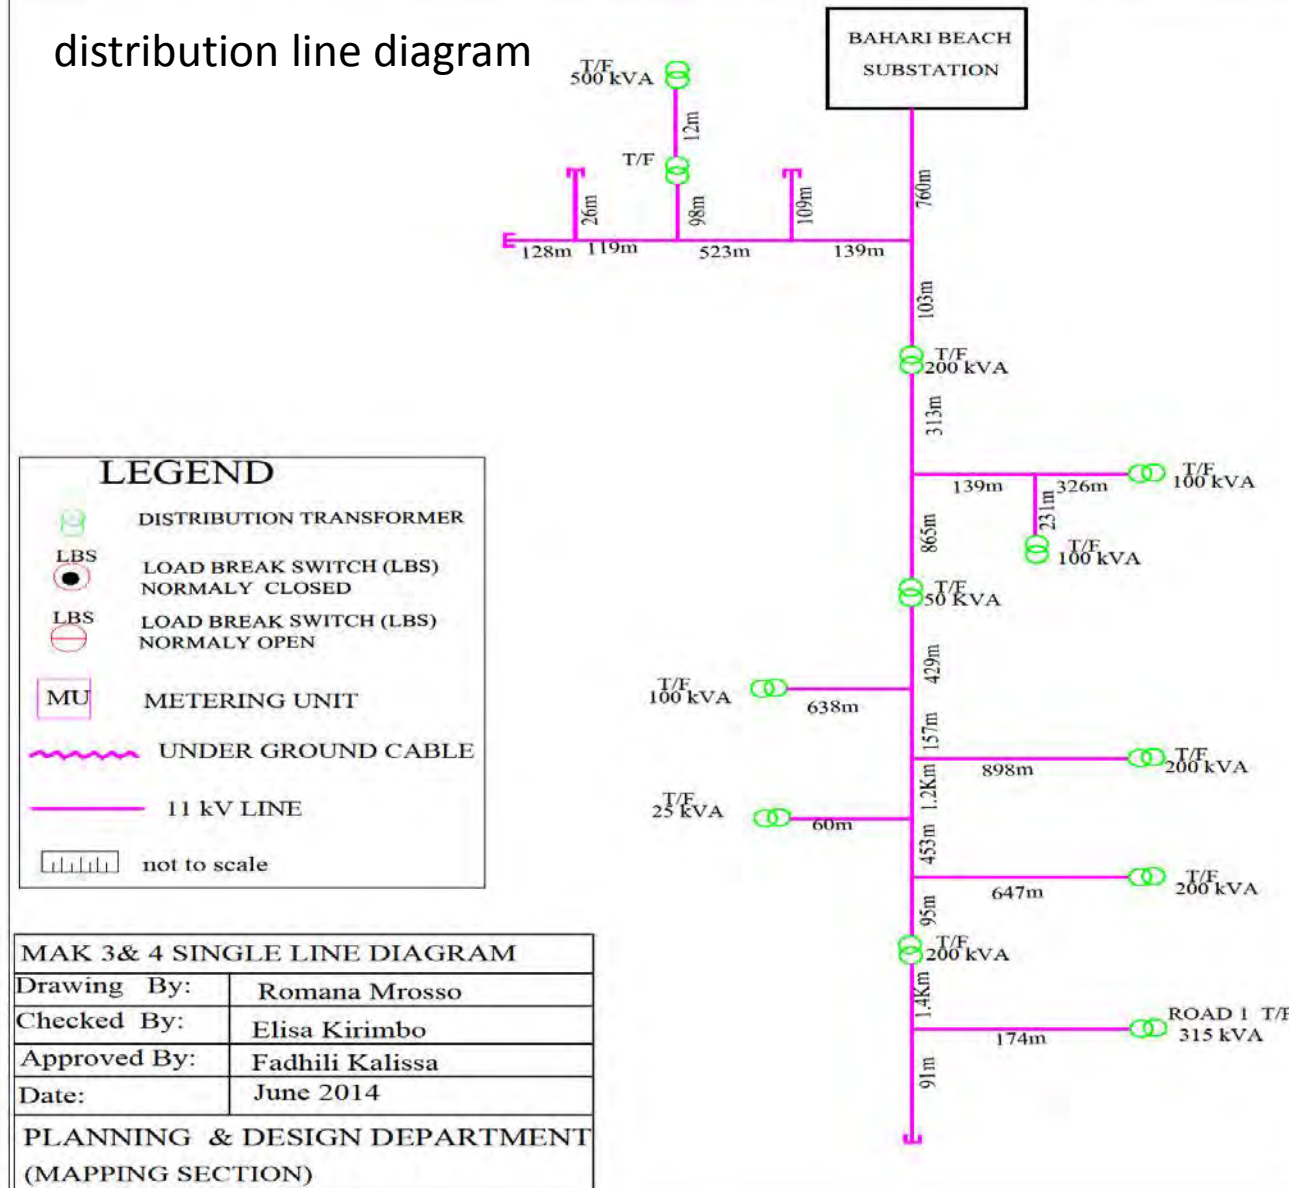 distribution line diagram
BAHARI BEACH
SUBSTATION
T/F
500 kVA
12m
T/F
98m
26m
109m
128m
119m
523m
139m
760m
103m
T/F
200 kVA
313m
139m
326m
T/F
100 kVA
231m
T/F
100 kVA
865m
T/F
50 KVA
429m
T/F
100 kVA
638m
157m
898m
T/F
200 kVA
1.2Km
T/F
25 kVA
60m
453m
647m
T/F
200 kVA
95m
T/F
200 kVA
1.4Km
174m
ROAD 1 T/F
315 kVA
91m
LEGEND
DISTRIBUTION TRANSFORMER
LBS
LOAD BREAK SWITCH (LBS)
NORMALY CLOSED
LBS
LOAD BREAK SWITCH (LBS)
NORMALY OPEN
MU
METERING UNIT
UNDER GROUND CABLE
11 kV LINE
not to scale
MAK 3& 4 SINGLE LINE DIAGRAM
Drawing By: Romana Mrosso
Checked By: Elisa Kirimbo
Approved By: Fadhili Kalissa
Date: June 2014
PLANNING & DESIGN DEPARTMENT
(MAPPING SECTION)